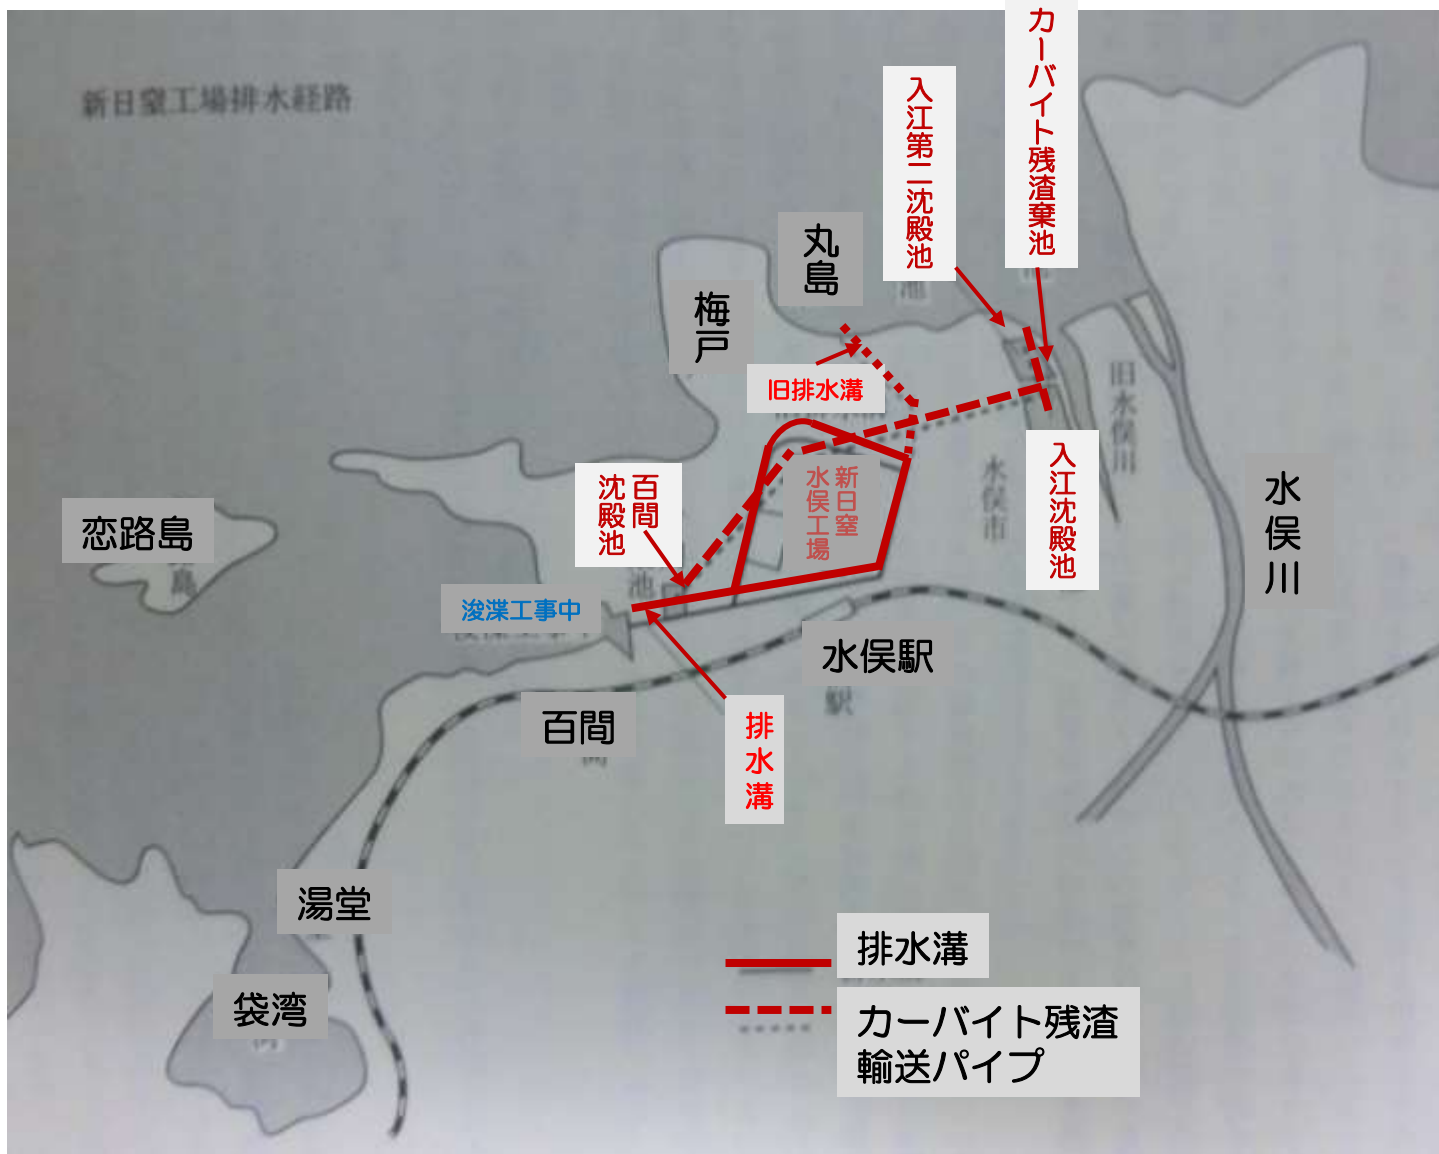 カーバイト残渣棄池
入江第二沈殿池
新日窒工場排水経路
丸島
梅戸
池
旧排水溝
旧水俣川
入江沈殿池
水俣市
水俣川
新日窒
水俣工場
百間
沈殿池
恋路島
島
池
浚渫工事中
水俣駅
駅
百間
排水溝
湯堂
袋湾
排水溝
カーバイト残渣
輸送パイプ